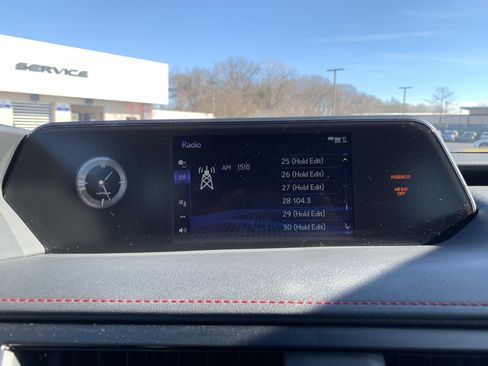 SERVICE
Radio
AM 1510
25 (Hold Edit)
26 (Hold Edit)
27 (Hold Edit)
28 104.3
29 (Hold Edit)
30 (Hold Edit)
AM
PASSENGER
AIR BAG
OFF